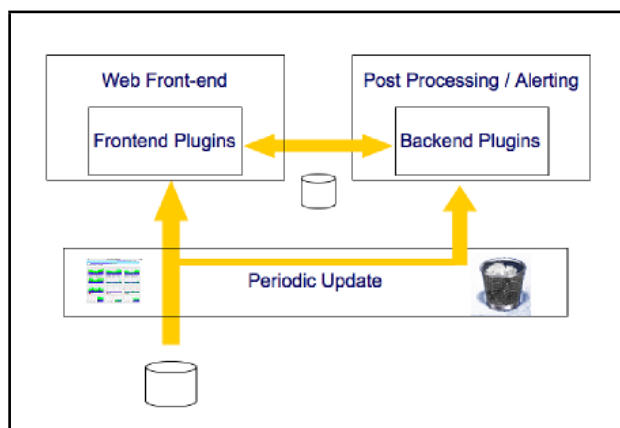 Web Front-end
Post Processing / Alerting
Frontend Plugins
Backend Plugins
Periodic Update